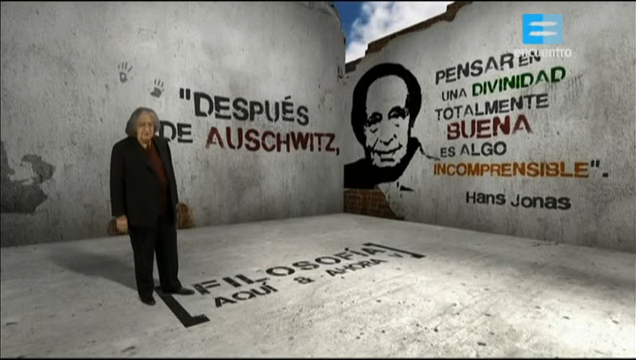 encuentro
"DESPUÉS
DE AUSCHWITZ,
PENSAR EN
UNA DIVINIDAD
TOTALMENTE
BUENA
ES ALGO
INCOMPRENSIBLE".
Hans Jonas
[FILOSOFÍA]
AQUÍ & AHORA